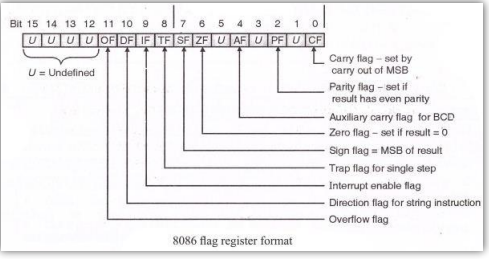 Bit 15 14 13 12 11 10 9 8 7 6 5 4 3 2 1 0
U U U U OF DF IF TF SF ZF U AF U PF U CF
U = Undefined
Carry flag – set by
carry out of MSB
Parity flag – set if
result has even parity
Auxiliary carry flag for BCD
Zero flag – set if result = 0
Sign flag = MSB of result
Trap flag for single step
Interrupt enable flag
Direction flag for string instruction
Overflow flag
8086 flag register format